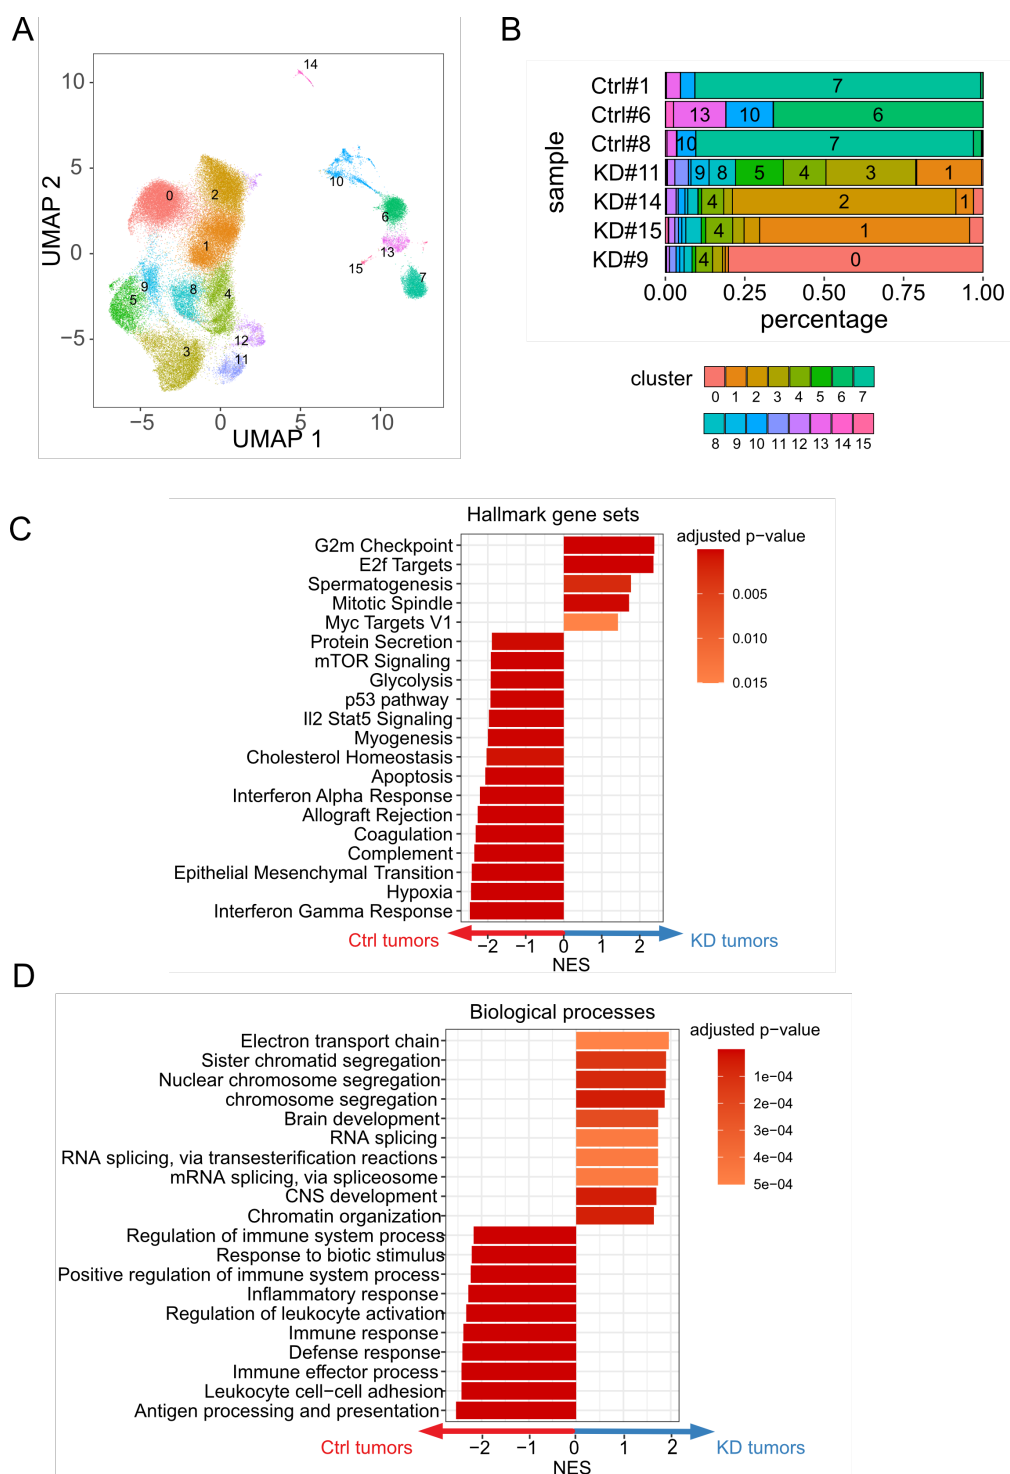 A
14
10
5
0
−5
UMAP 2
0
2
1
10
6
13
15
7
9
5
8
4
3
12
11
−5
0
5
10
UMAP 1
B
sample
Ctrl#1
7
Ctrl#6
13 10 6
Ctrl#8
10 7
KD#11
9 8 5 4 3 1
KD#14
4 2 1
KD#15
4 1
KD#9
4 0
0.00 0.25 0.50 0.75 1.00
percentage
cluster
0 1 2 3 4 5 6 7
8 9 10 11 12 13 14 15
C
Hallmark gene sets
G2m Checkpoint
E2f Targets
Spermatogenesis
Mitotic Spindle
Myc Targets V1
Protein Secretion
mTOR Signaling
Glycolysis
p53 pathway
Il2 Stat5 Signaling
Myogenesis
Cholesterol Homeostasis
Apoptosis
Interferon Alpha Response
Allograft Rejection
Coagulation
Complement
Epithelial Mesenchymal Transition
Hypoxia
Interferon Gamma Response
adjusted p−value
0.005
0.010
0.015
Ctrl tumors
−2 −1 0 1 2
KD tumors
NES
D
Biological processes
Electron transport chain
Sister chromatid segregation
Nuclear chromosome segregation
chromosome segregation
Brain development
RNA splicing
RNA splicing, via transesterification reactions
mRNA splicing, via spliceosome
CNS development
Chromatin organization
Regulation of immune system process
Response to biotic stimulus
Positive regulation of immune system process
Inflammatory response
Regulation of leukocyte activation
Immune response
Defense response
Immune effector process
Leukocyte cell−cell adhesion
Antigen processing and presentation
adjusted p−value
1e−04
2e−04
3e−04
4e−04
5e−04
Ctrl tumors
−2 −1 0 1 2
KD tumors
NES